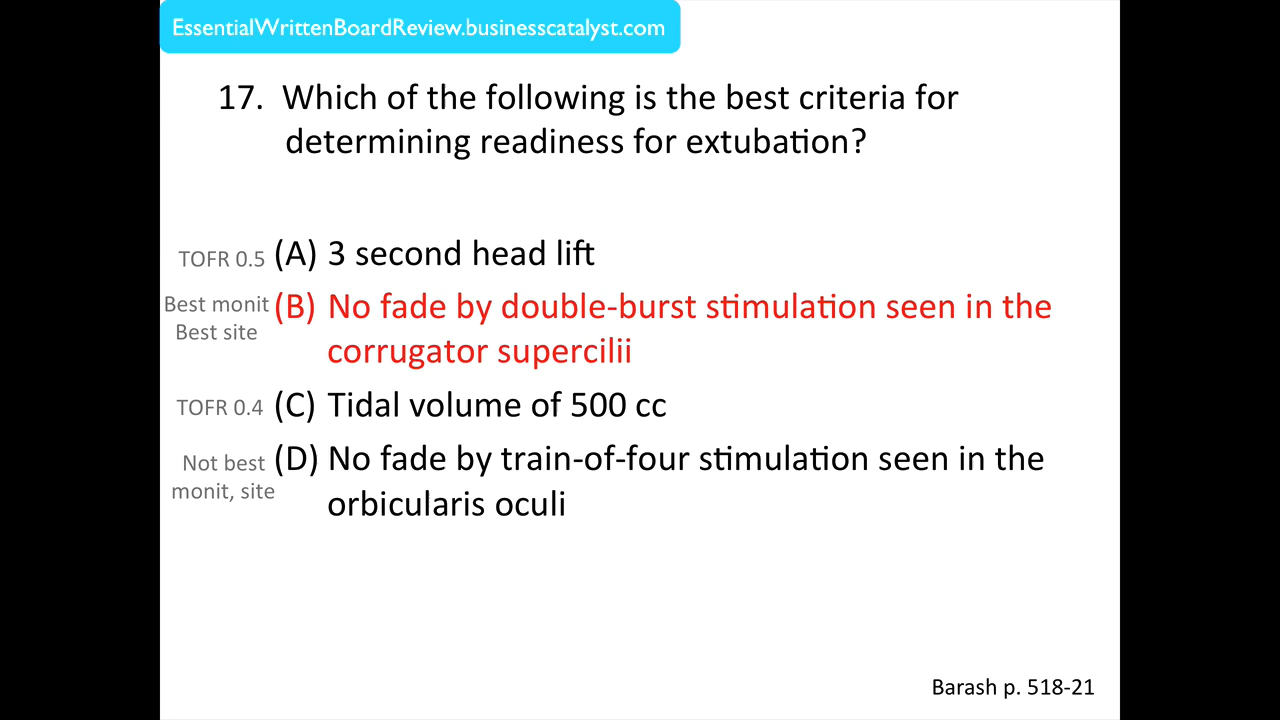 EssentialWrittenBoardReview.businesscatalyst.com
17. Which of the following is the best criteria for
determining readiness for extubation?
TOFR 0.5 (A) 3 second head lift
Best monit (B) No fade by double-burst stimulation seen in the
Best site corrugator supercilii
TOFR 0.4 (C) Tidal volume of 500 cc
Not best (D) No fade by train-of-four stimulation seen in the
monit, site orbicularis oculi
Barash p. 518-21